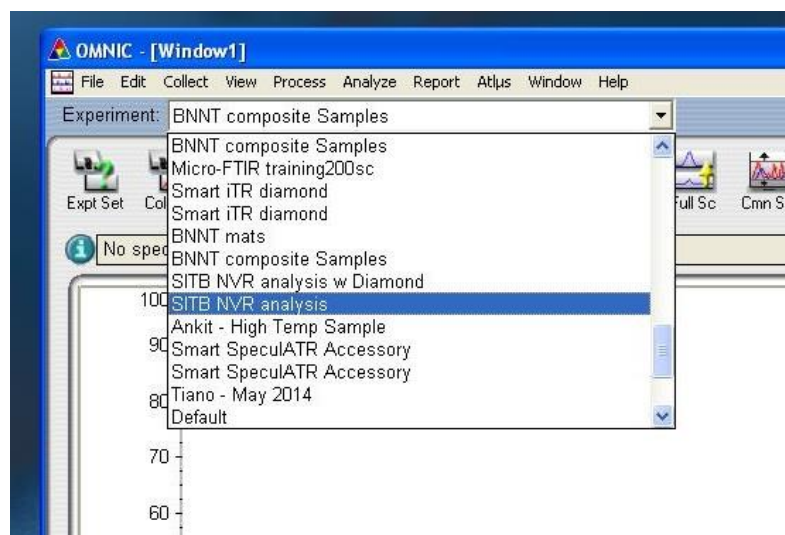 OMNIC - [Window1]
File Edit Collect View Process Analyze Report Atlµs Window Help
Experiment: BNNT composite Samples
BNNT composite Samples
Micro-FTIR training200sc
Smart iTR diamond
Smart iTR diamond
BNNT mats
BNNT composite Samples
SITB NVR analysis w Diamond
SITB NVR analysis
Ankit - High Temp Sample
Smart SpeculATR Accessory
Smart SpeculATR Accessory
Tiano - May 2014
Default
Expt Set Col Full Sc Cmn S
No spec
100
90
80
70
60